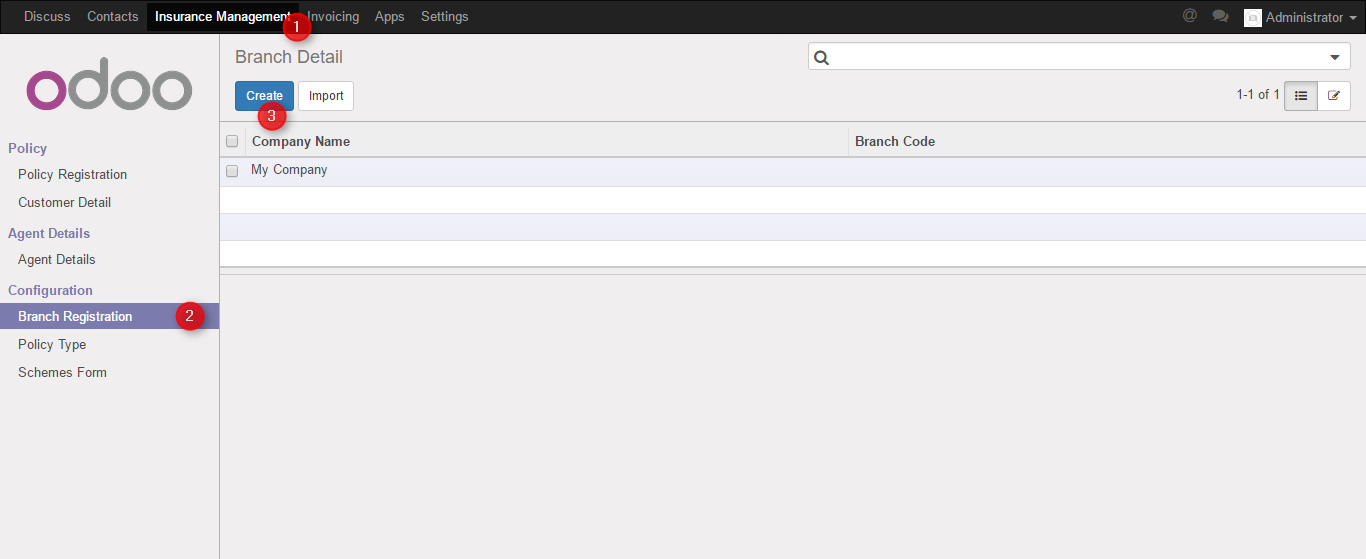 Discuss Contacts Insurance Management Invoicing Apps Settings @ Administrator
1
odoo
Branch Detail
Create Import 1-1 of 1
3
Company Name Branch Code
My Company
Policy
Policy Registration
Customer Detail
Agent Details
Agent Details
Configuration
Branch Registration 2
Policy Type
Schemes Form